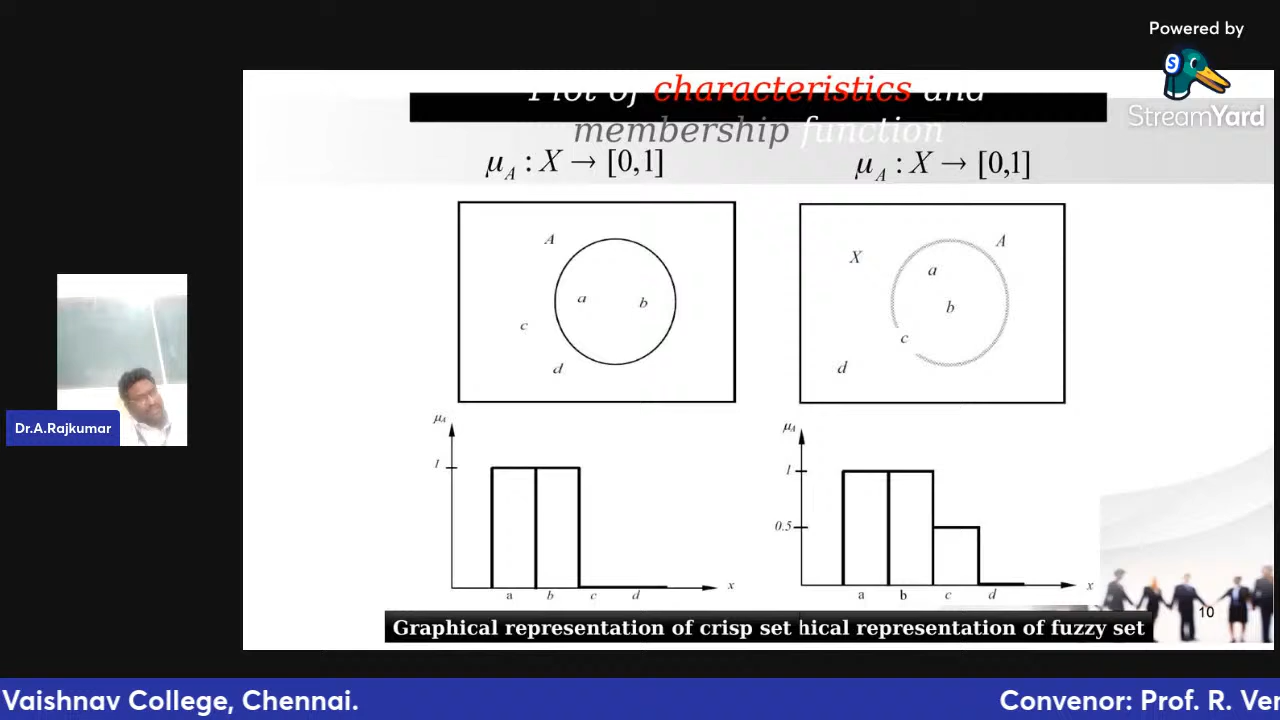 Powered by
StreamYard
Plot of characteristics and
membership function
μA : X → [0,1]
μA : X → [0,1]
A
a
b
c
d
X
A
a
b
c
d
μA
1
a
b
c
d
x
μA
1
0.5
a
b
c
d
x
Graphical representation of crisp set
hical representation of fuzzy set
10
Dr.A.Rajkumar
Vaishnav College, Chennai.
Convenor: Prof. R. Ver